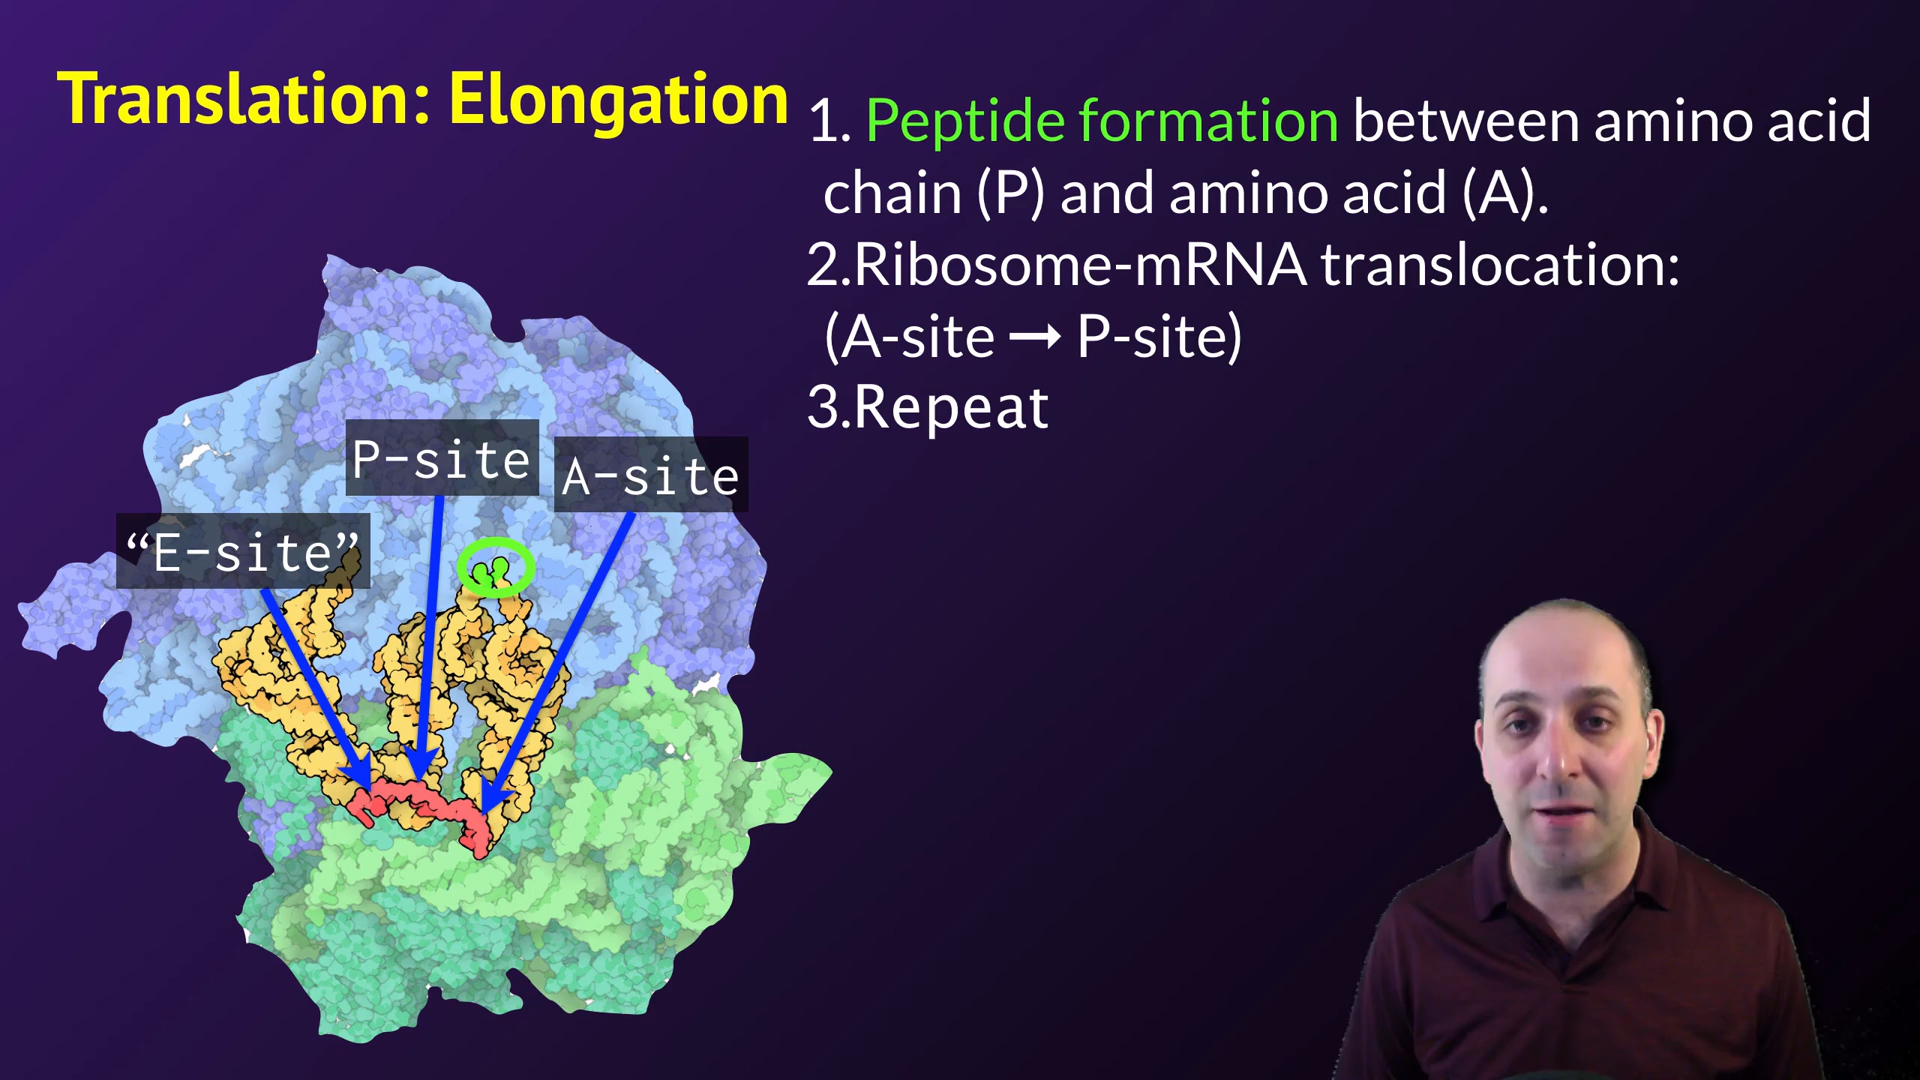 Translation: Elongation
1. Peptide formation between amino acid
chain (P) and amino acid (A).
2.Ribosome-mRNA translocation:
(A-site → P-site)
3.Repeat
P-site
A-site
“E-site”